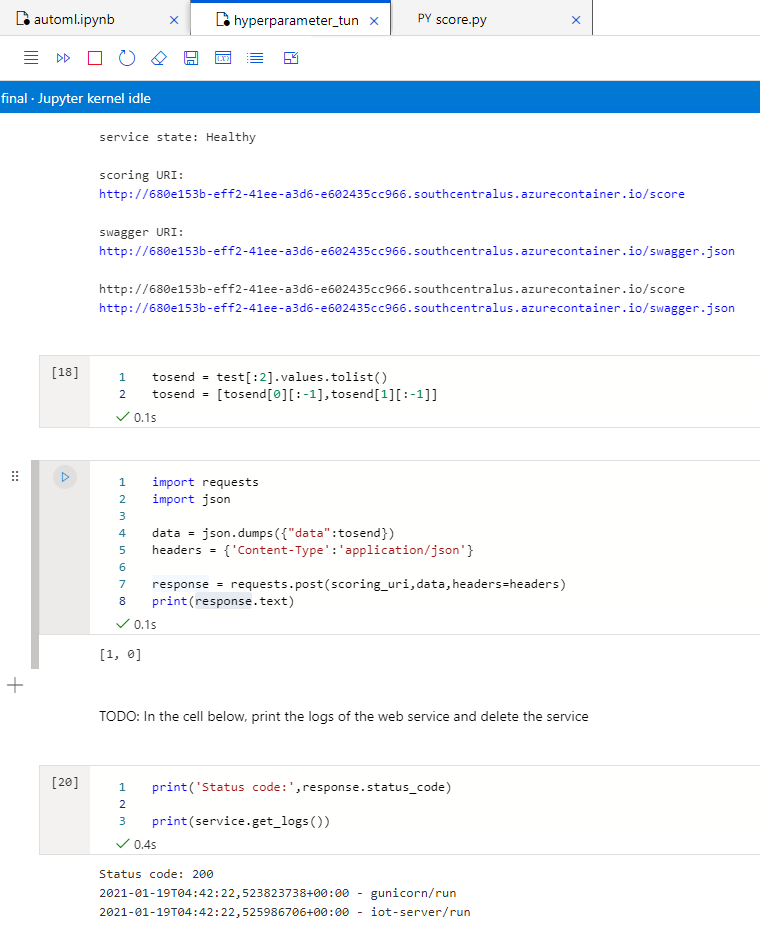 automl.ipynb
hyperparameter_tun
PY score.py
final · Jupyter kernel idle
service state: Healthy
scoring URI:
http://680e153b-eff2-41ee-a3d6-e602435cc966.southcentralus.azurecontainer.io/score
swagger URI:
http://680e153b-eff2-41ee-a3d6-e602435cc966.southcentralus.azurecontainer.io/swagger.json
http://680e153b-eff2-41ee-a3d6-e602435cc966.southcentralus.azurecontainer.io/score
http://680e153b-eff2-41ee-a3d6-e602435cc966.southcentralus.azurecontainer.io/swagger.json
[18]
1 tosend = test[:2].values.tolist()
2 tosend = [tosend[0][:-1],tosend[1][:-1]]
0.1s
1 import requests
2 import json
3
4 data = json.dumps({"data":tosend})
5 headers = {'Content-Type':'application/json'}
6
7 response = requests.post(scoring_uri,data,headers=headers)
8 print(response.text)
0.1s
[1, 0]
TODO: In the cell below, print the logs of the web service and delete the service
[20]
1 print('Status code:',response.status_code)
2
3 print(service.get_logs())
0.4s
Status code: 200
2021-01-19T04:42:22,523823738+00:00 - gunicorn/run
2021-01-19T04:42:22,525986706+00:00 - iot-server/run